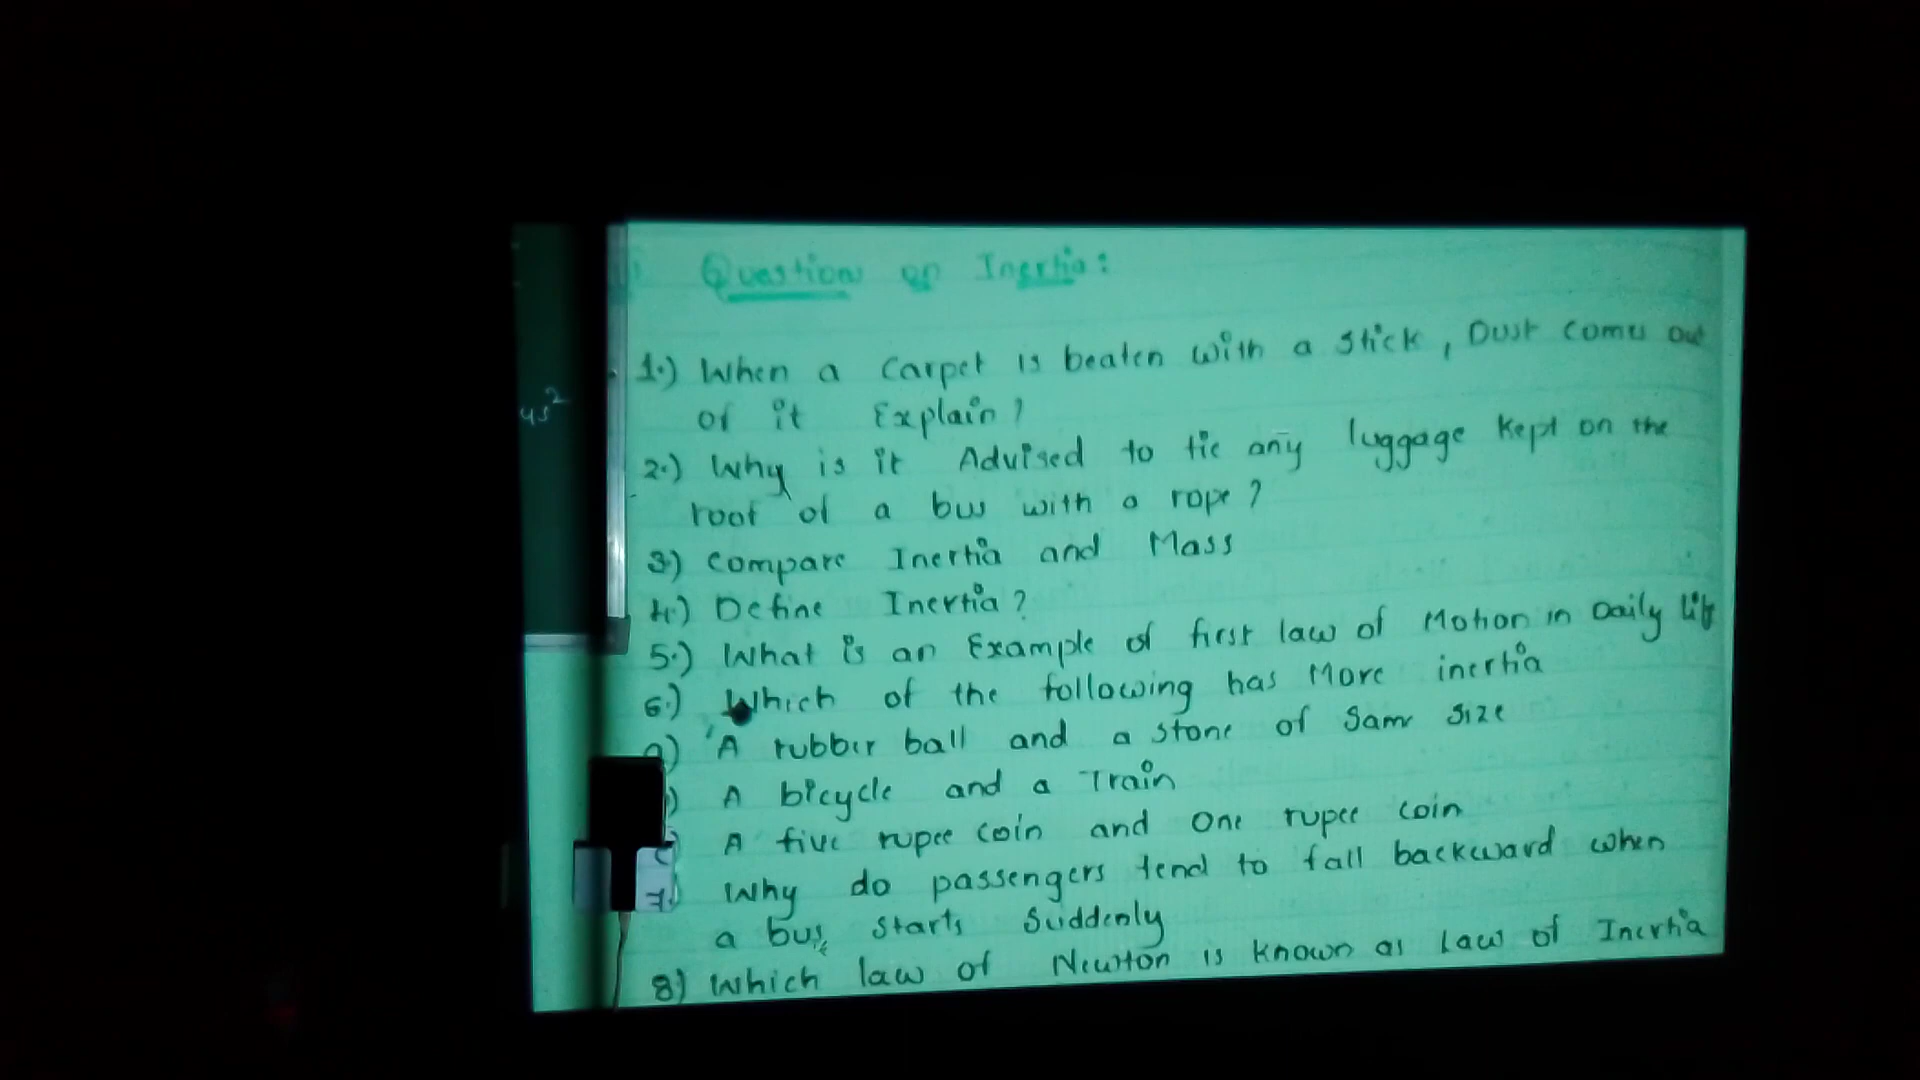 Question on Inertia:
1.) When a Carpet is beaten with a stick, Dust comes out
of it Explain?
2.) Why is it Advised to tie any luggage kept on the
roof of a bus with a rope?
3.) Compare Inertia and Mass
4.) Define Inertia?
5.) What is an Example of first law of Motion in Daily life
6.) Which of the following has More inertia
a) A rubber ball and a stone of Same Size
) A bicycle and a Train
A five rupee coin and One rupee coin
7.) Why do passengers tend to fall backward when
a bus starts Suddenly
8) Which law of Newton is known as law of Inertia